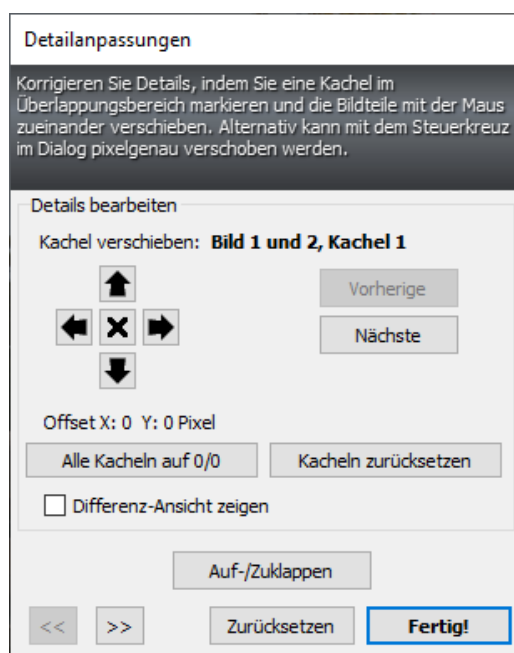 Detailanpassungen
Korrigieren Sie Details, indem Sie eine Kachel im
Überlappungsbereich markieren und die Bildteile mit der Maus
zueinander verschieben. Alternativ kann mit dem Steuerkreuz
im Dialog pixelgenau verschoben werden.
Details bearbeiten
Kachel verschieben: Bild 1 und 2, Kachel 1
Vorherige
Nächste
Offset X: 0 Y: 0 Pixel
Alle Kacheln auf 0/0 Kacheln zurücksetzen
Differenz-Ansicht zeigen
Auf-/Zuklappen
<< >> Zurücksetzen Fertig!